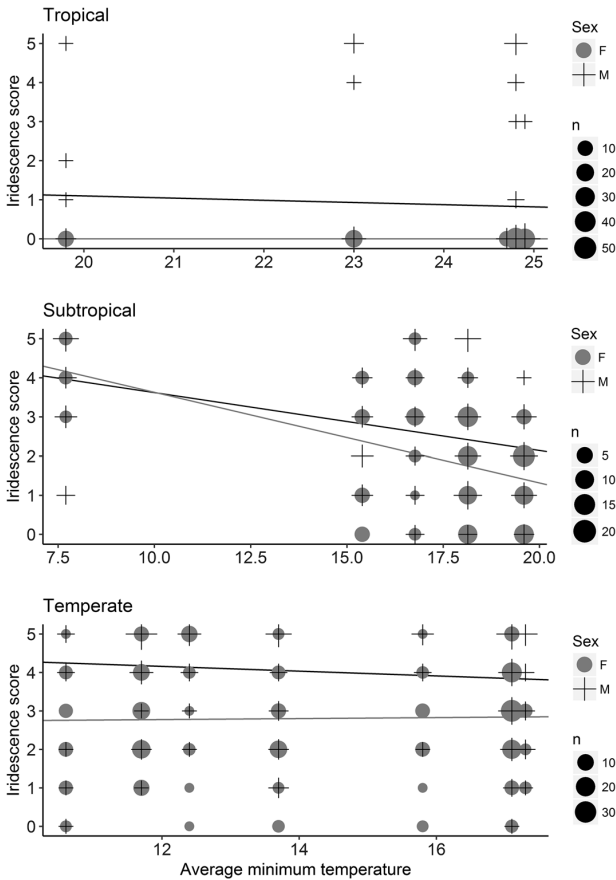 Tropical
Iridescence score
5
4
3
2
1
0
20
21
22
23
24
25
Sex
F
M
n
10
20
30
40
50
Subtropical
Iridescence score
5
4
3
2
1
0
7.5
10.0
12.5
15.0
17.5
20.0
Sex
F
M
n
5
10
15
20
Temperate
Iridescence score
5
4
3
2
1
0
12
14
16
Average minimum temperature
Sex
F
M
n
10
20
30